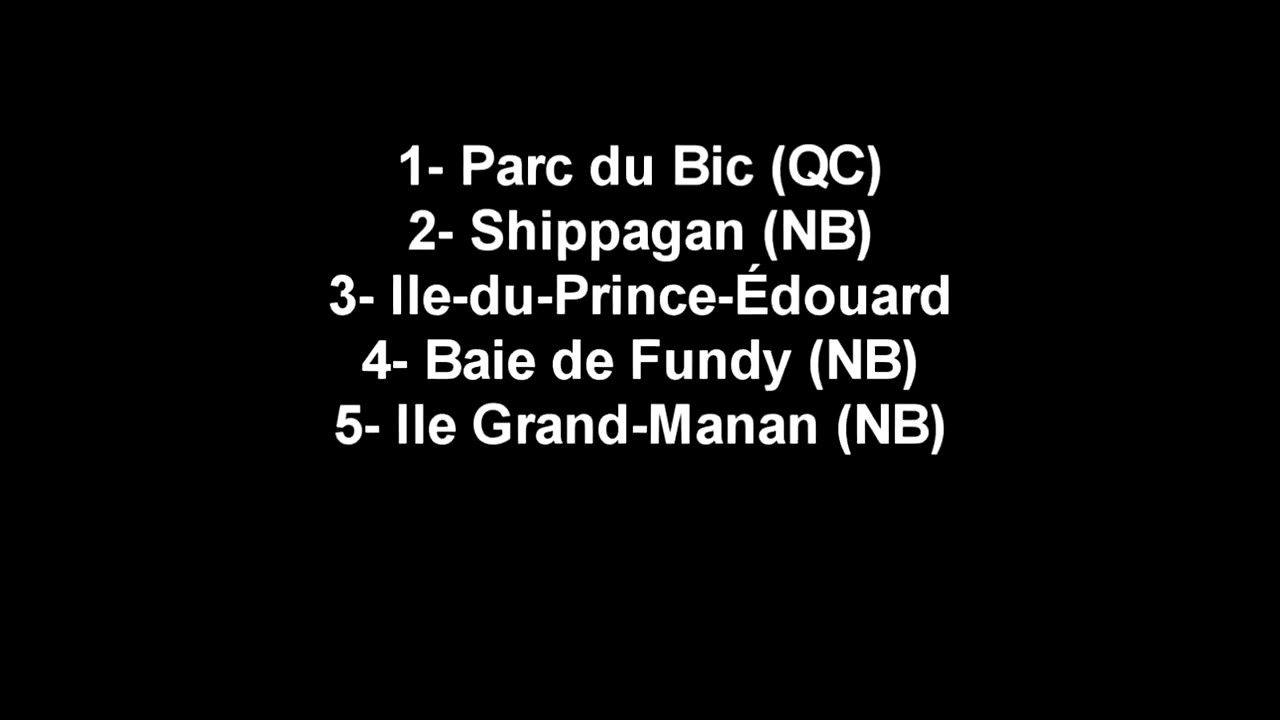 1- Parc du Bic (QC)
2- Shippagan (NB)
3- Ile-du-Prince-Édouard
4- Baie de Fundy (NB)
5- Ile Grand-Manan (NB)